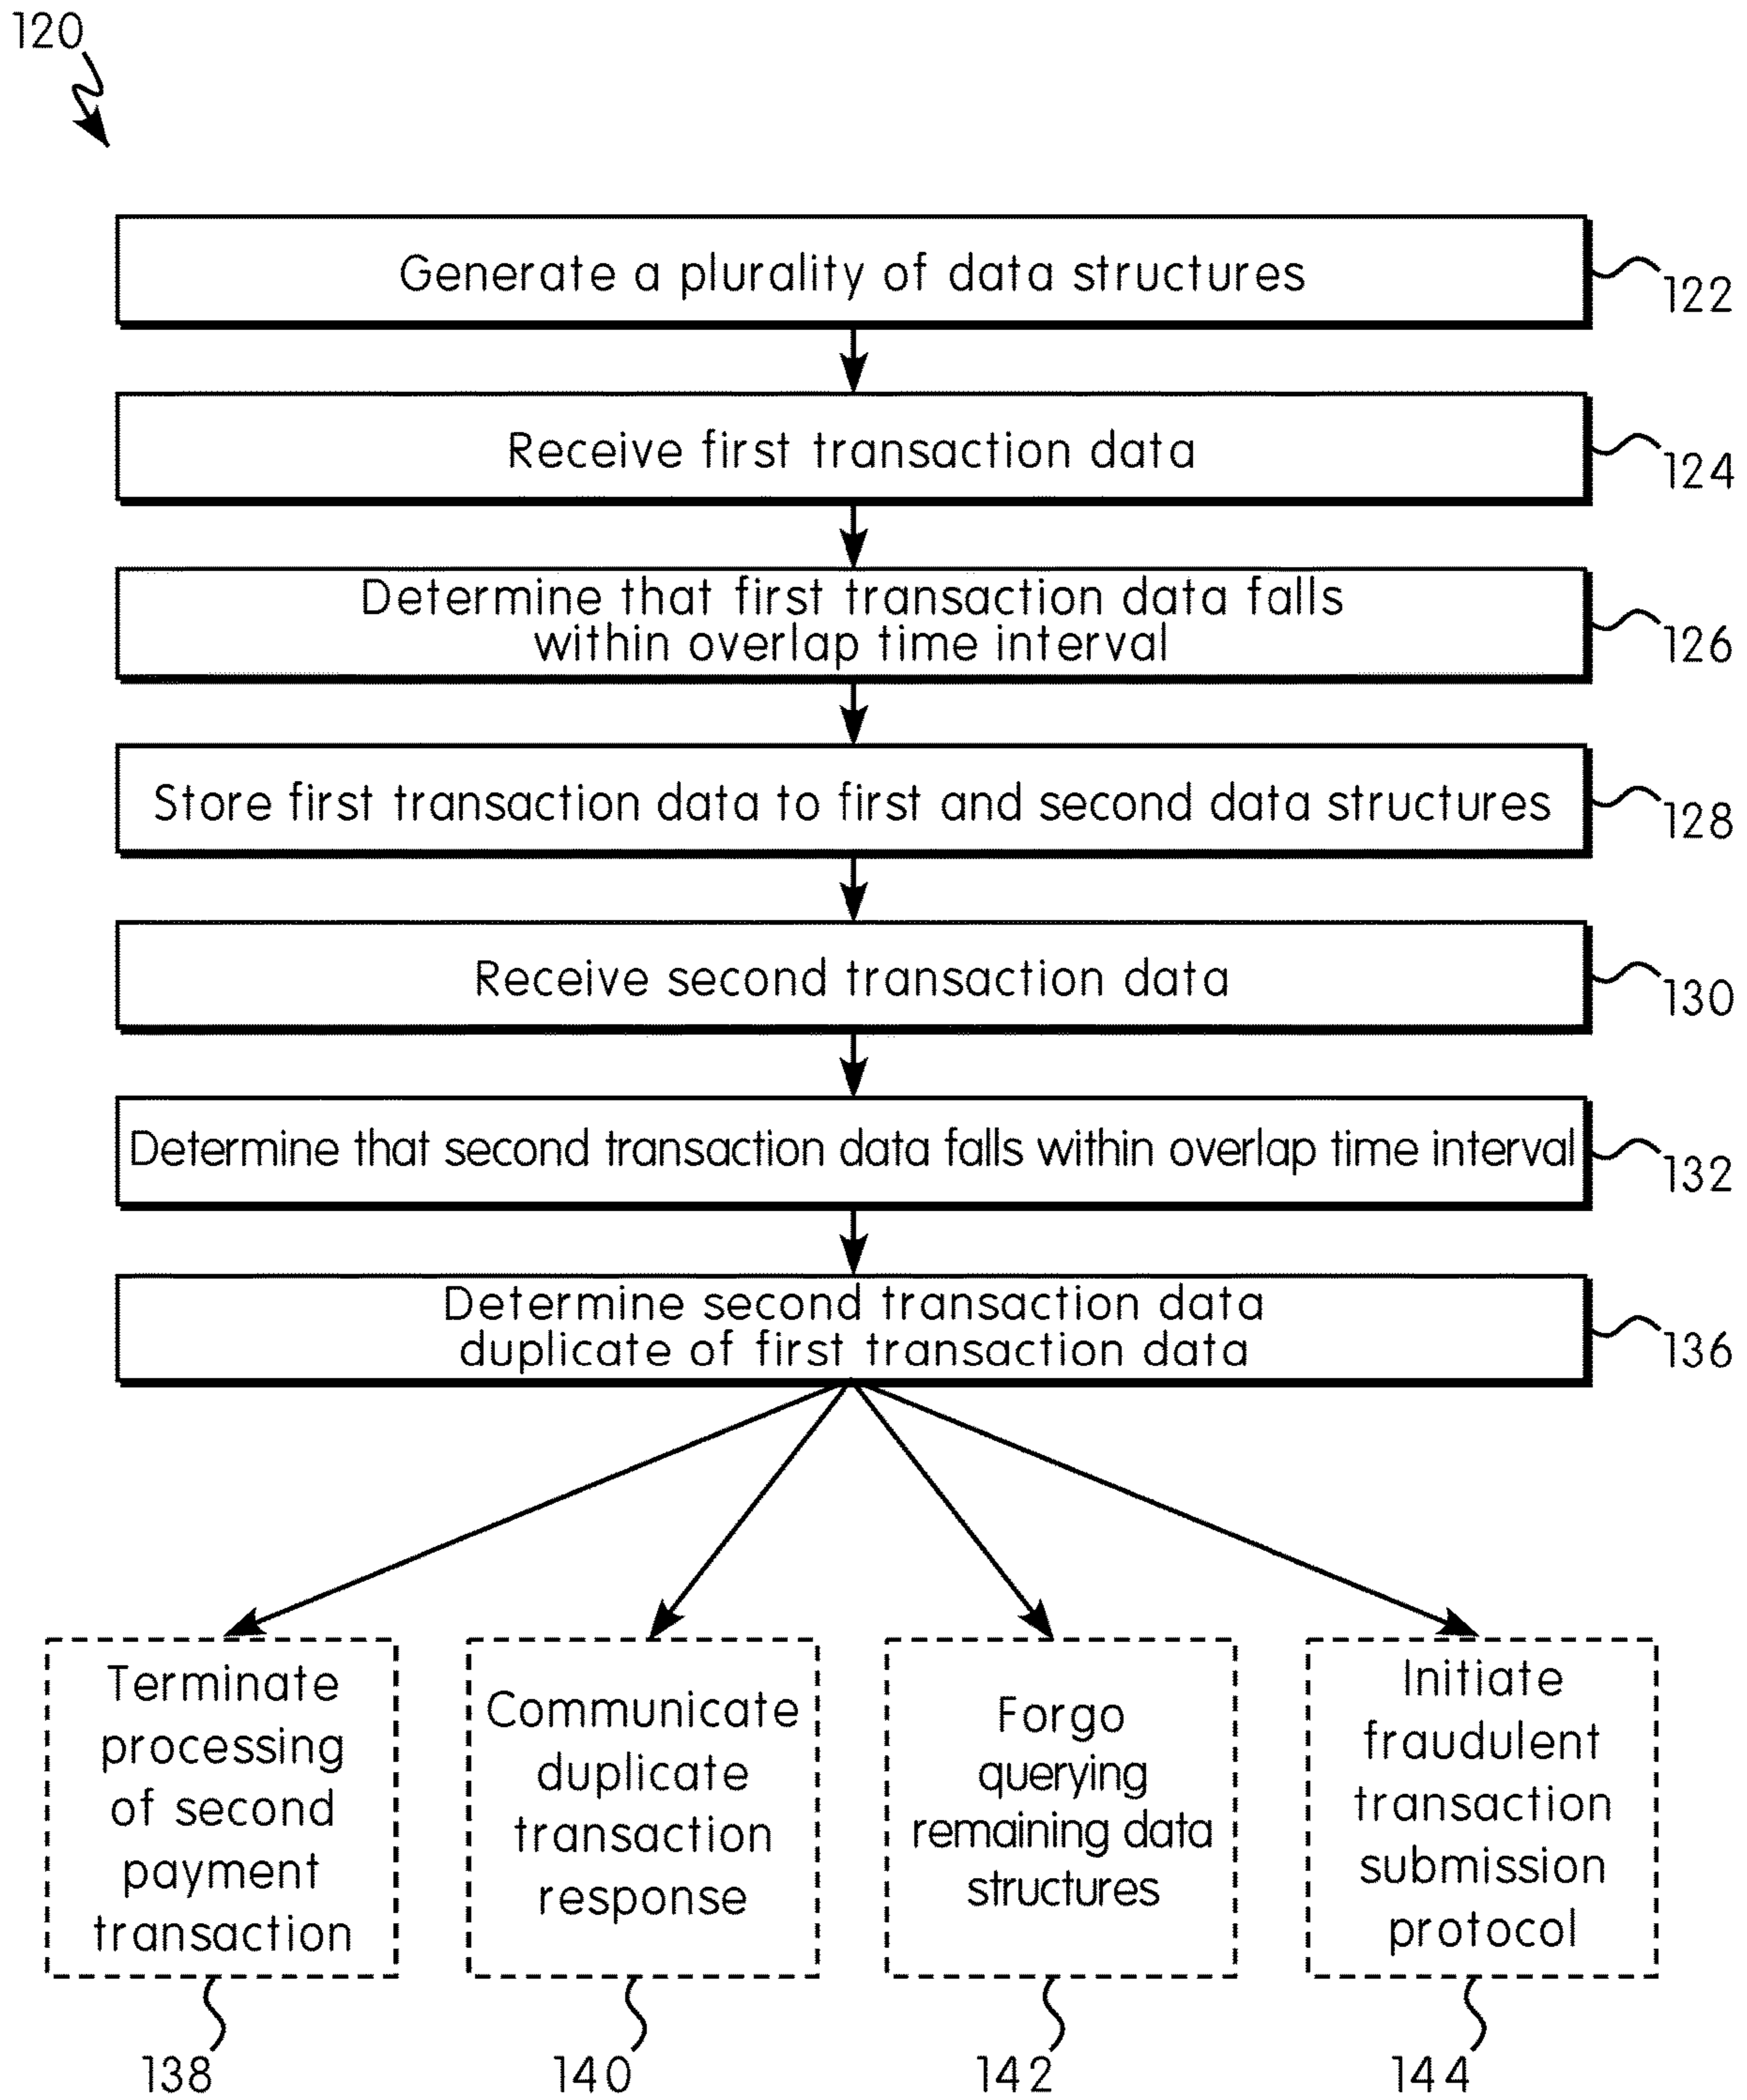 120
Generate a plurality of data structures
122
Receive first transaction data
124
Determine that first transaction data falls
within overlap time interval
126
Store first transaction data to first and second data structures
128
Receive second transaction data
130
Determine that second transaction data falls within overlap time interval
132
Determine second transaction data
duplicate of first transaction data
136
Terminate
processing
of second
payment
transaction
138
Communicate
duplicate
transaction
response
140
Forgo
querying
remaining data
structures
142
Initiate
fraudulent
transaction
submission
protocol
144